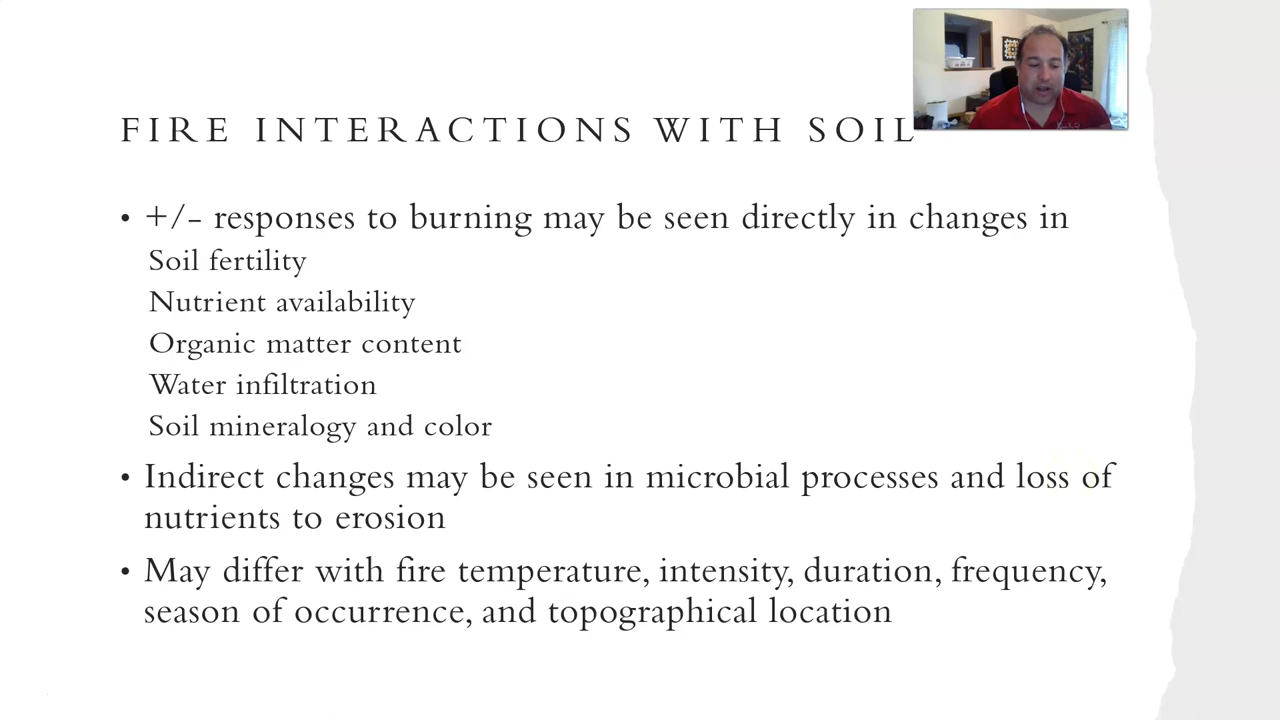 FIRE INTERACTIONS WITH SOIL
• +/- responses to burning may be seen directly in changes in
Soil fertility
Nutrient availability
Organic matter content
Water infiltration
Soil mineralogy and color
• Indirect changes may be seen in microbial processes and loss of
nutrients to erosion
• May differ with fire temperature, intensity, duration, frequency,
season of occurrence, and topographical location